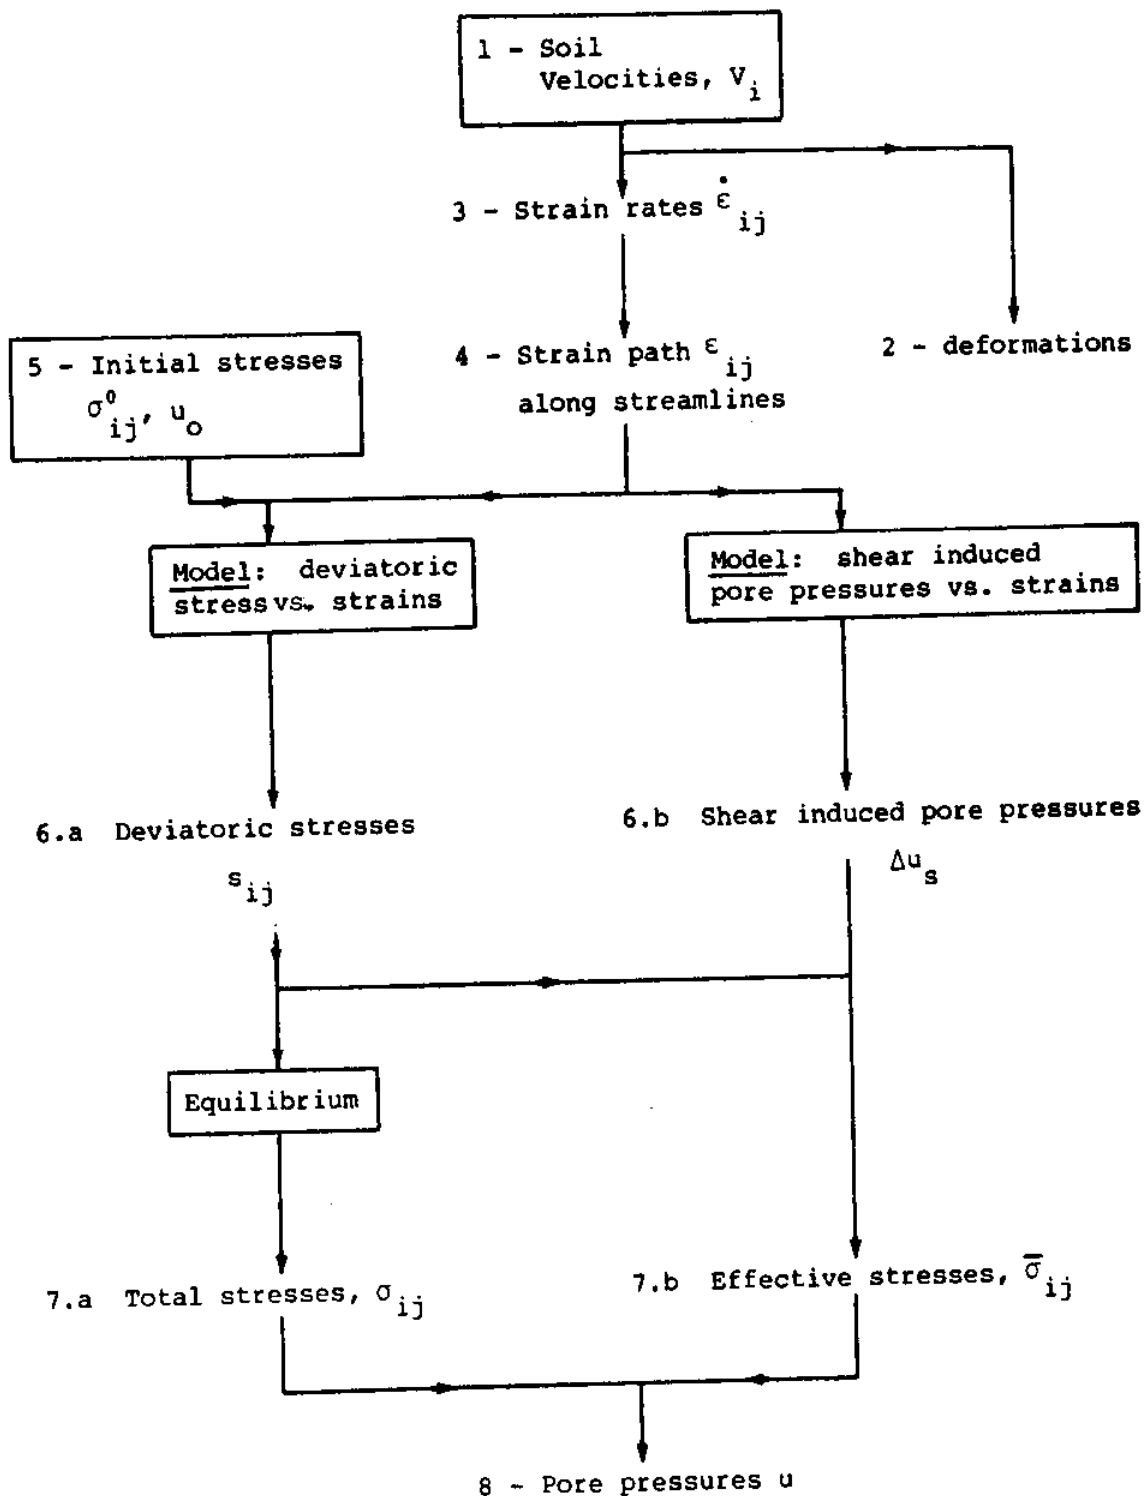 1 - Soil
Velocities, V_i
3 - Strain rates ε̇_ij
4 - Strain path ε_ij
along streamlines
2 - deformations
5 - Initial stresses
σ⁰_ij, u_o
Model: deviatoric
stress vs. strains
Model: shear induced
pore pressures vs. strains
6.a Deviatoric stresses
s_ij
6.b Shear induced pore pressures
Δu_s
Equilibrium
7.a Total stresses, σ_ij
7.b Effective stresses, σ̅_ij
8 - Pore pressures u